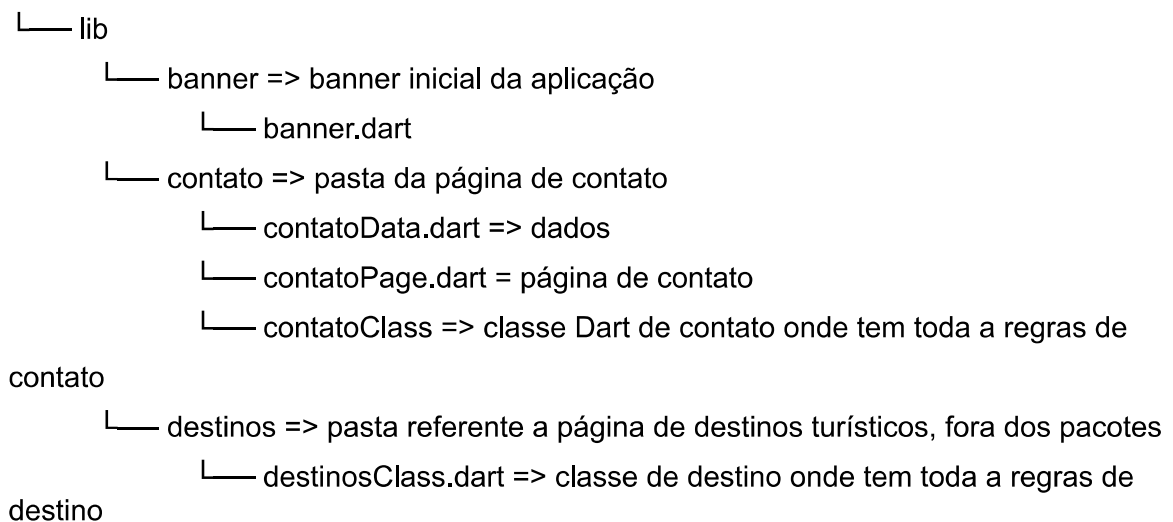 └── lib
└── banner => banner inicial da aplicação
└── banner.dart
└── contato => pasta da página de contato
└── contatoData.dart => dados
└── contatoPage.dart = página de contato
└── contatoClass => classe Dart de contato onde tem toda a regras de
contato
└── destinos => pasta referente a página de destinos turísticos, fora dos pacotes
└── destinosClass.dart => classe de destino onde tem toda a regras de
destino